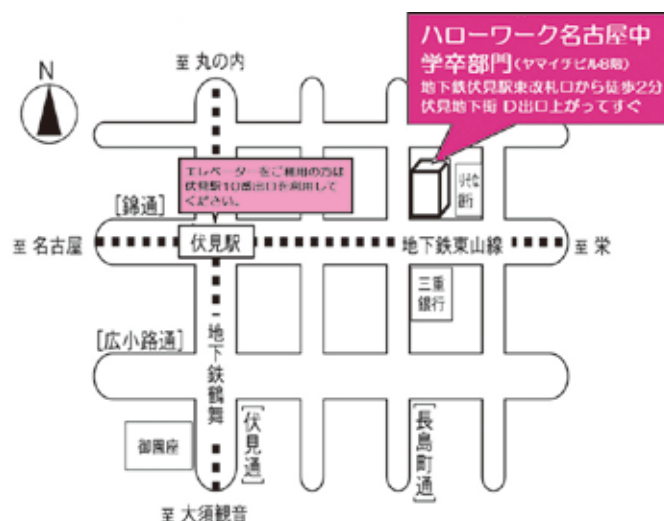 ハローワーク名古屋中
学卒部門(ヤマイチビル8階)
地下鉄伏見駅東改札口から徒歩2分
伏見地下街 D出口上がってすぐ
至 丸の内
N
エレベーターをご利用の方は
伏見駅10番出口を利用して
ください。
りそな
銀行
[錦通]
至 名古屋
伏見駅
地下鉄東山線
至 栄
三重
銀行
[広小路通]
地下鉄鶴舞
御園座
[伏見通]
[長島町通]
至 大須観音